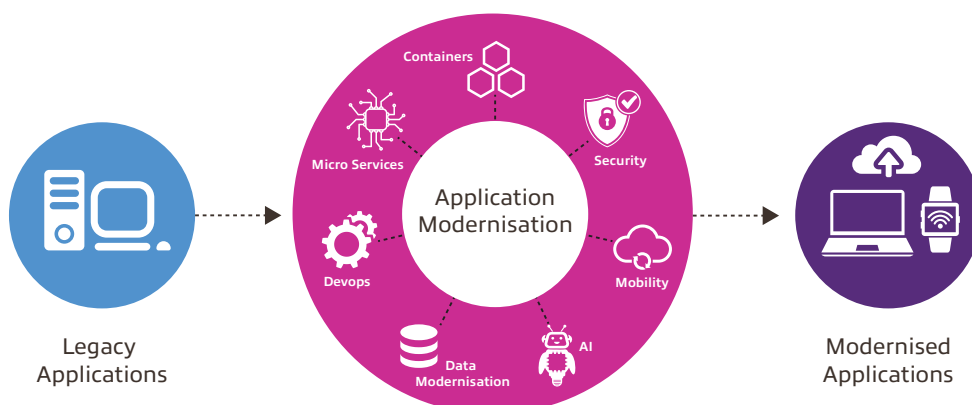 Containers
Micro Services
Security
Application
Modernisation
Devops
Mobility
Data
Modernisation
AI
Legacy
Applications
Modernised
Applications